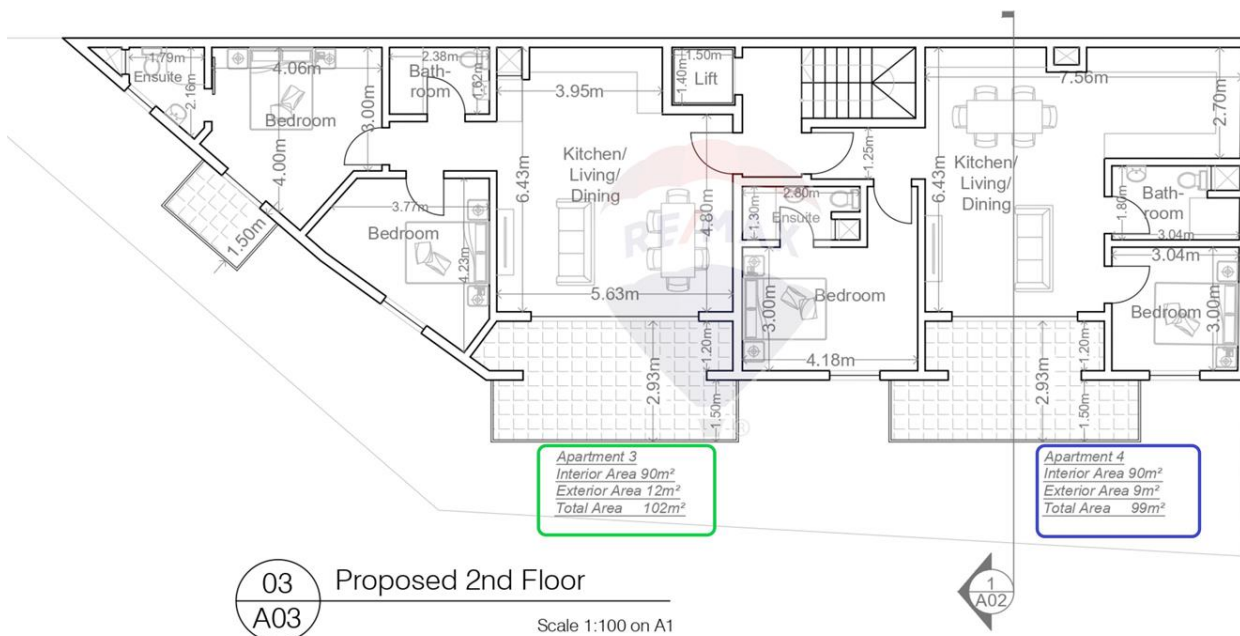 1.79m
Ensuite
2.16m
4.06m
Bedroom
3.00m
4.00m
1.50m
2.38m
Bath-
room
1.62m
3.77m
Bedroom
4.23m
3.95m
Kitchen/
Living/
Dining
6.43m
4.80m
5.63m
1.50m
1.40m
Lift
2.93m
1.20m
1.50m
RE/MAX
®
1.25m
2.80m
1.30m
Ensuite
Bedroom
3.00m
4.18m
7.56m
2.70m
Kitchen/
Living/
Dining
6.43m
Bath-
room
1.80m
3.04m
3.04m
Bedroom
3.00m
2.93m
1.20m
1.50m
Apartment 3
Interior Area 90m²
Exterior Area 12m²
Total Area 102m²
Apartment 4
Interior Area 90m²
Exterior Area 9m²
Total Area 99m²
03
A03
Proposed 2nd Floor
Scale 1:100 on A1
1
A02